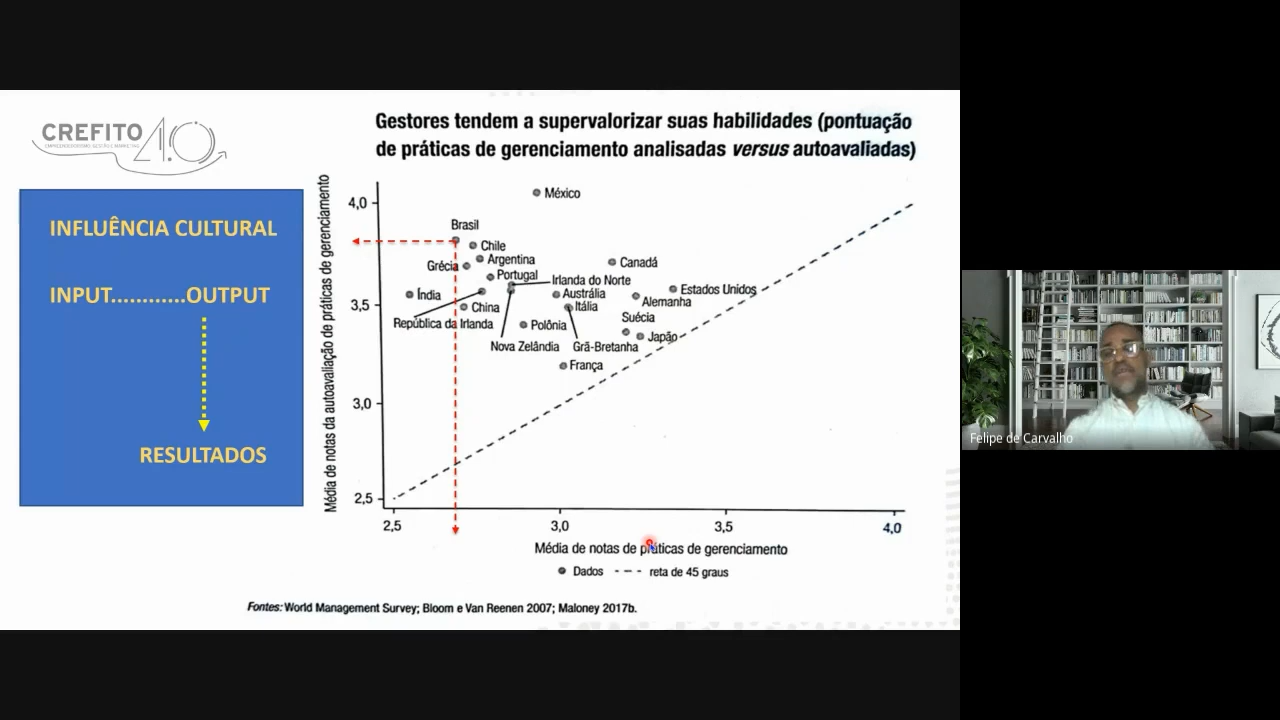 CREFITO 4.0
EMPREENDEDORISMO, GESTÃO E MARKETING
INFLUÊNCIA CULTURAL
INPUT............OUTPUT
RESULTADOS
Gestores tendem a supervalorizar suas habilidades (pontuação
de práticas de gerenciamento analisadas versus autoavaliadas)
Média de notas da autoavaliação de práticas de gerenciamento
4,0
3,5
3,0
2,5
México
Brasil
Chile
Argentina
Grécia
Portugal
Canadá
Irlanda do Norte
Índia
Austrália
Estados Unidos
Alemanha
China
Itália
República da Irlanda
Polônia
Suécia
Japão
Nova Zelândia
Grã-Bretanha
França
2,5
3,0
3,5
4,0
Média de notas de práticas de gerenciamento
Dados
reta de 45 graus
Fontes: World Management Survey; Bloom e Van Reenen 2007; Maloney 2017b.
Felipe de Carvalho